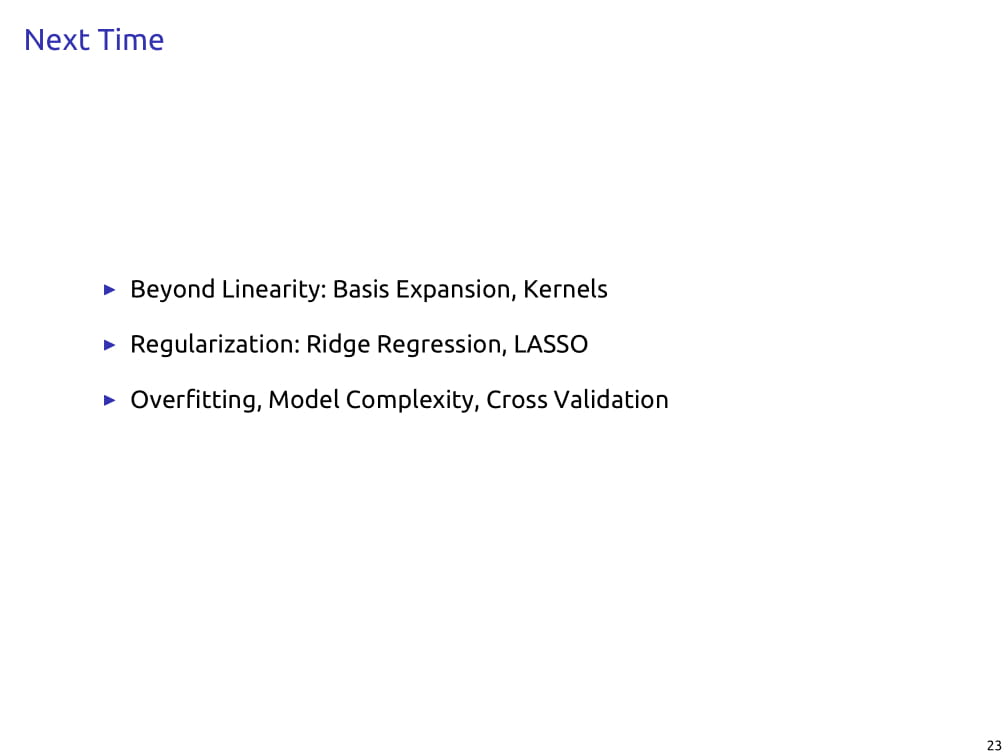 Next Time
▶ Beyond Linearity: Basis Expansion, Kernels
▶ Regularization: Ridge Regression, LASSO
▶ Overfitting, Model Complexity, Cross Validation
23